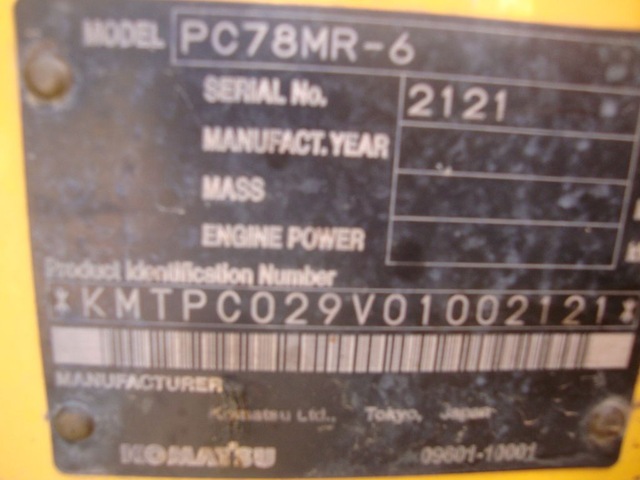 MODEL PC78MR-6
SERIAL No. 2121
MANUFACT. YEAR
MASS
ENGINE POWER
Product Identification Number
*KMTPC029V01002121*
MANUFACTURER
Komatsu Ltd., Tokyo, Japan
KOMATSU 09601-10001